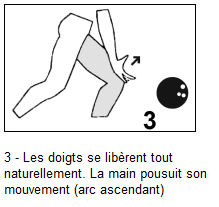 3
3 - Les doigts se libèrent tout
naturellement. La main pousuit son
mouvement (arc ascendant)